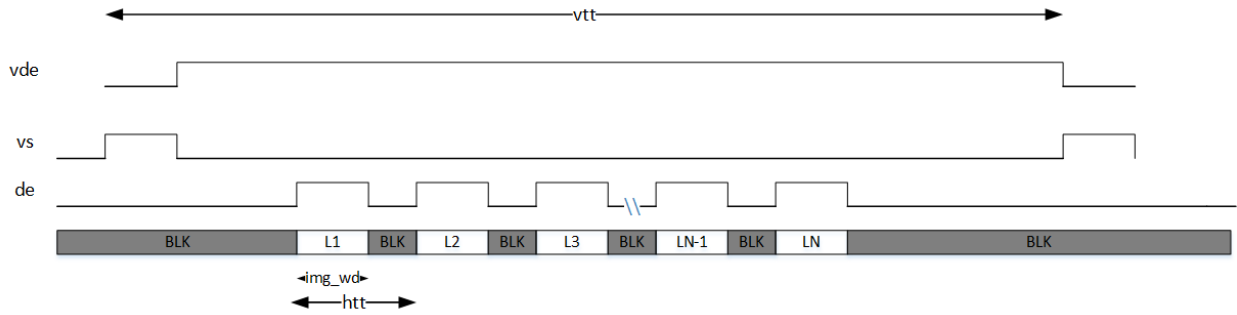 vtt
vde
vs
de
BLK L1 BLK L2 BLK L3 BLK LN-1 BLK LN BLK
img_wd
htt